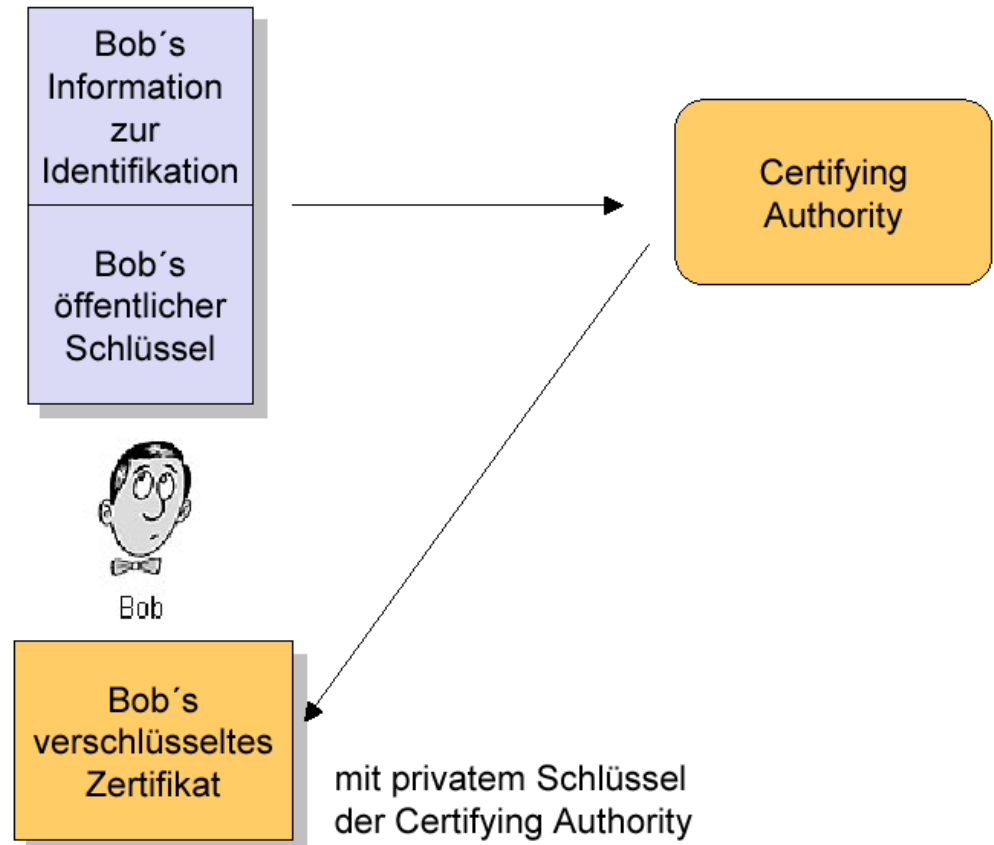 Bob´s
Information
zur
Identifikation
Bob´s
öffentlicher
Schlüssel
Certifying
Authority
Bob
Bob´s
verschlüsseltes
Zertifikat
mit privatem Schlüssel
der Certifying Authority